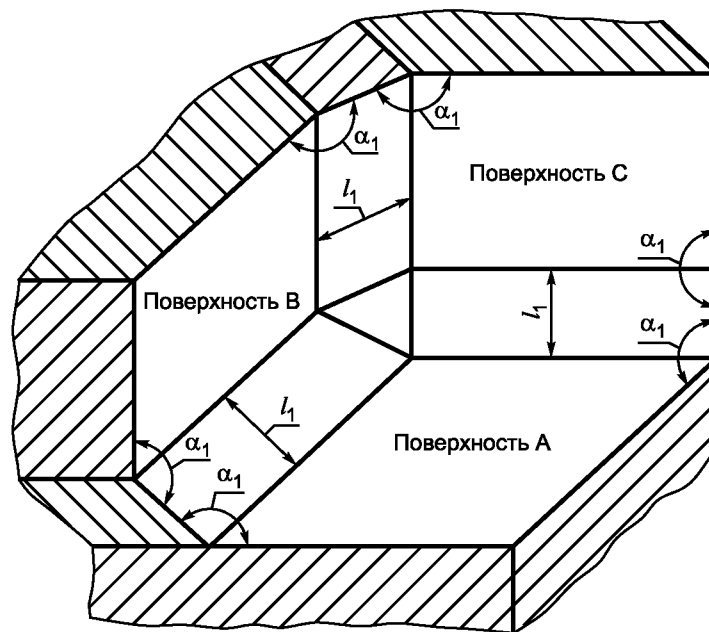 α₁
α₁
Поверхность С
l₁
α₁
Поверхность В
l₁
α₁
l₁
Поверхность А
α₁
α₁